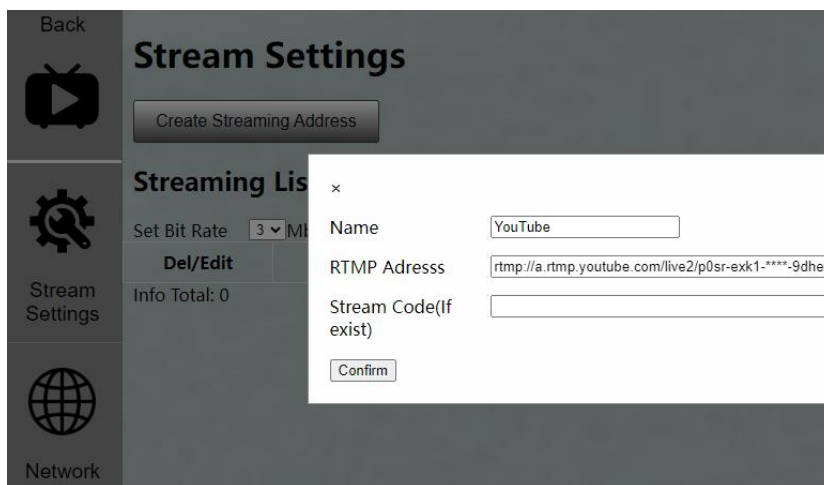 Back
Stream Settings
Create Streaming Address
Streaming Lis
Set Bit Rate 3
Del/Edit
Info Total: 0
Stream
Settings
Network
×
Name YouTube
RTMP Adresss rtmp://a.rtmp.youtube.com/live2/p0sr-exk1-****-9dhe
Stream Code(If
exist)
Confirm